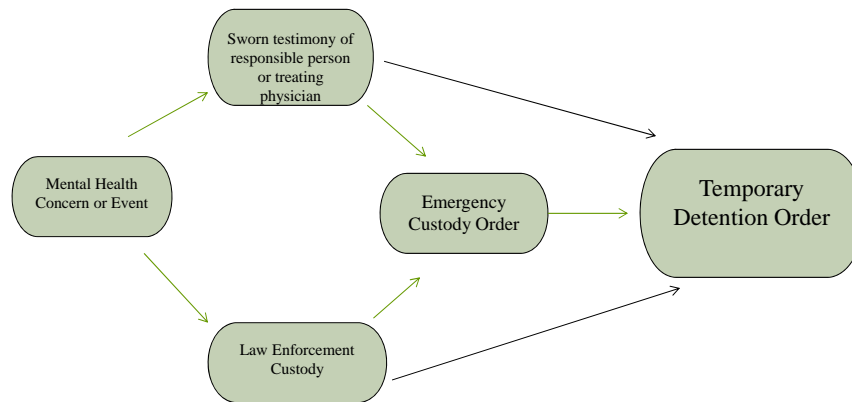 Sworn testimony of
responsible person
or treating
physician
Mental Health
Concern or Event
Emergency
Custody Order
Temporary
Detention Order
Law Enforcement
Custody